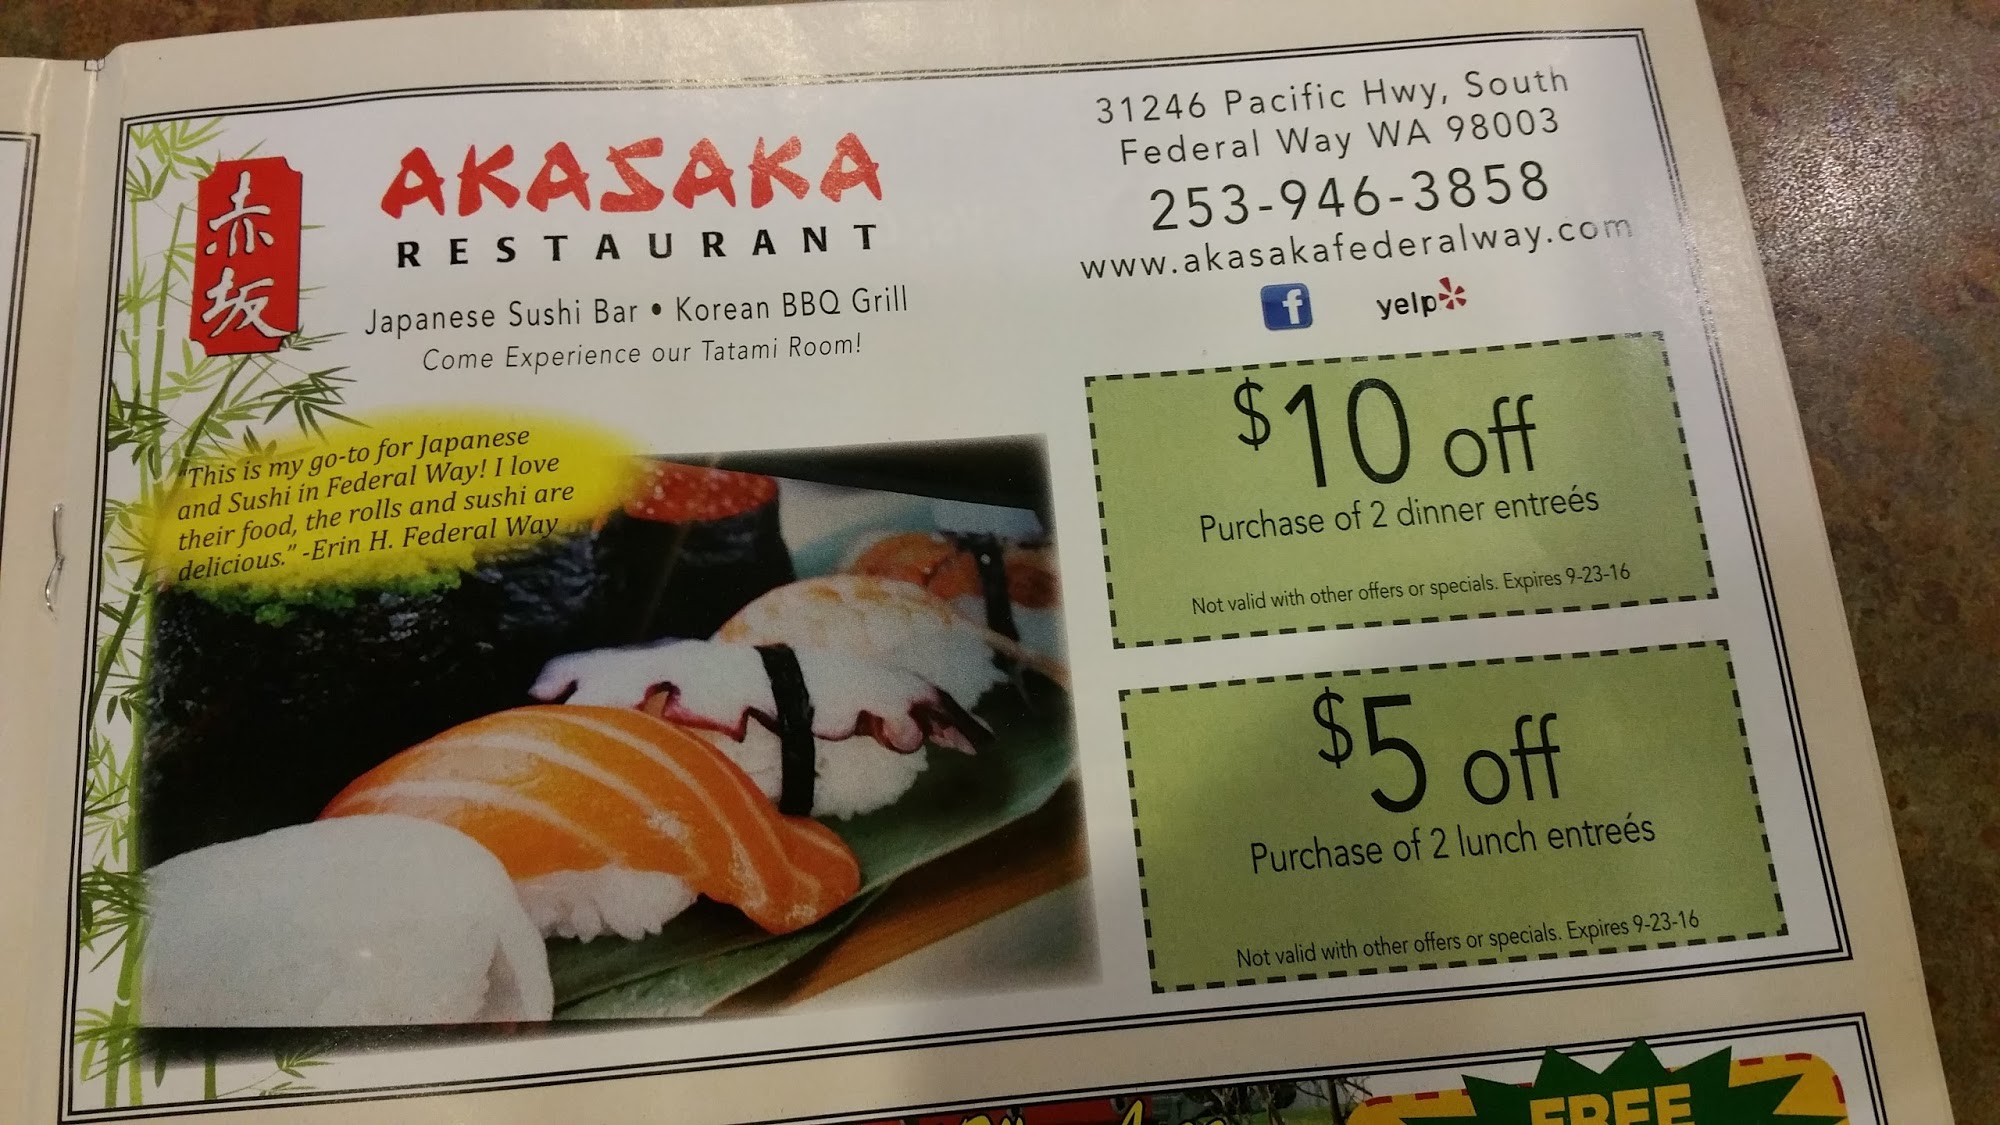 赤坂
AKASAKA
RESTAURANT
Japanese Sushi Bar • Korean BBQ Grill
Come Experience our Tatami Room!
"This is my go-to for Japanese
and Sushi in Federal Way! I love
their food, the rolls and sushi are
delicious." -Erin H. Federal Way
31246 Pacific Hwy, South
Federal Way WA 98003
253-946-3858
www.akasakafederalway.com
f
yelp
$10 off
Purchase of 2 dinner entreés
Not valid with other offers or specials. Expires 9-23-16
$5 off
Purchase of 2 lunch entreés
Not valid with other offers or specials. Expires 9-23-16
FREE